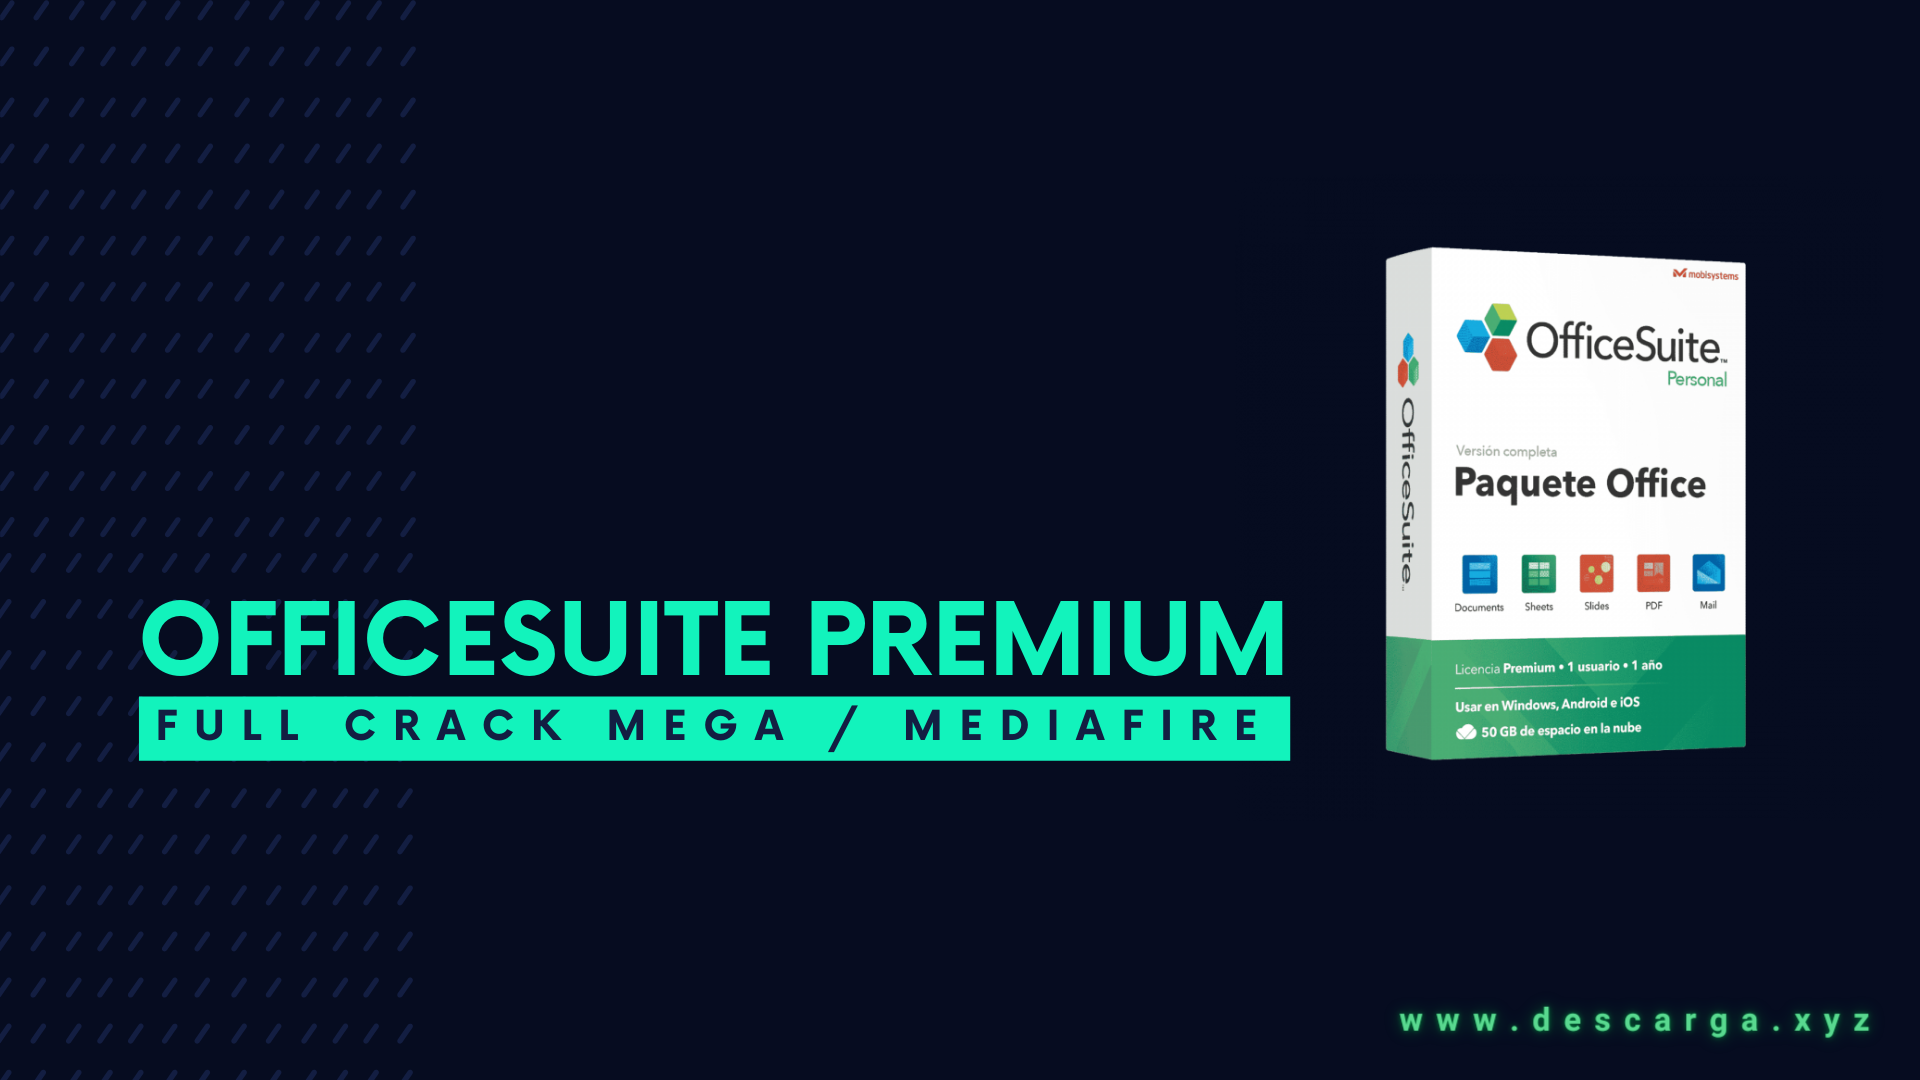 OFFICESUITE PREMIUM
FULL CRACK MEGA / MEDIAFIRE
mobisystems
OfficeSuite™
Personal
OfficeSuite
Versión completa
Paquete Office
Documents Sheets Slides PDF Mail
Licencia Premium • 1 usuario • 1 año
Usar en Windows, Android e iOS
50 GB de espacio en la nube
www.descarga.xyz